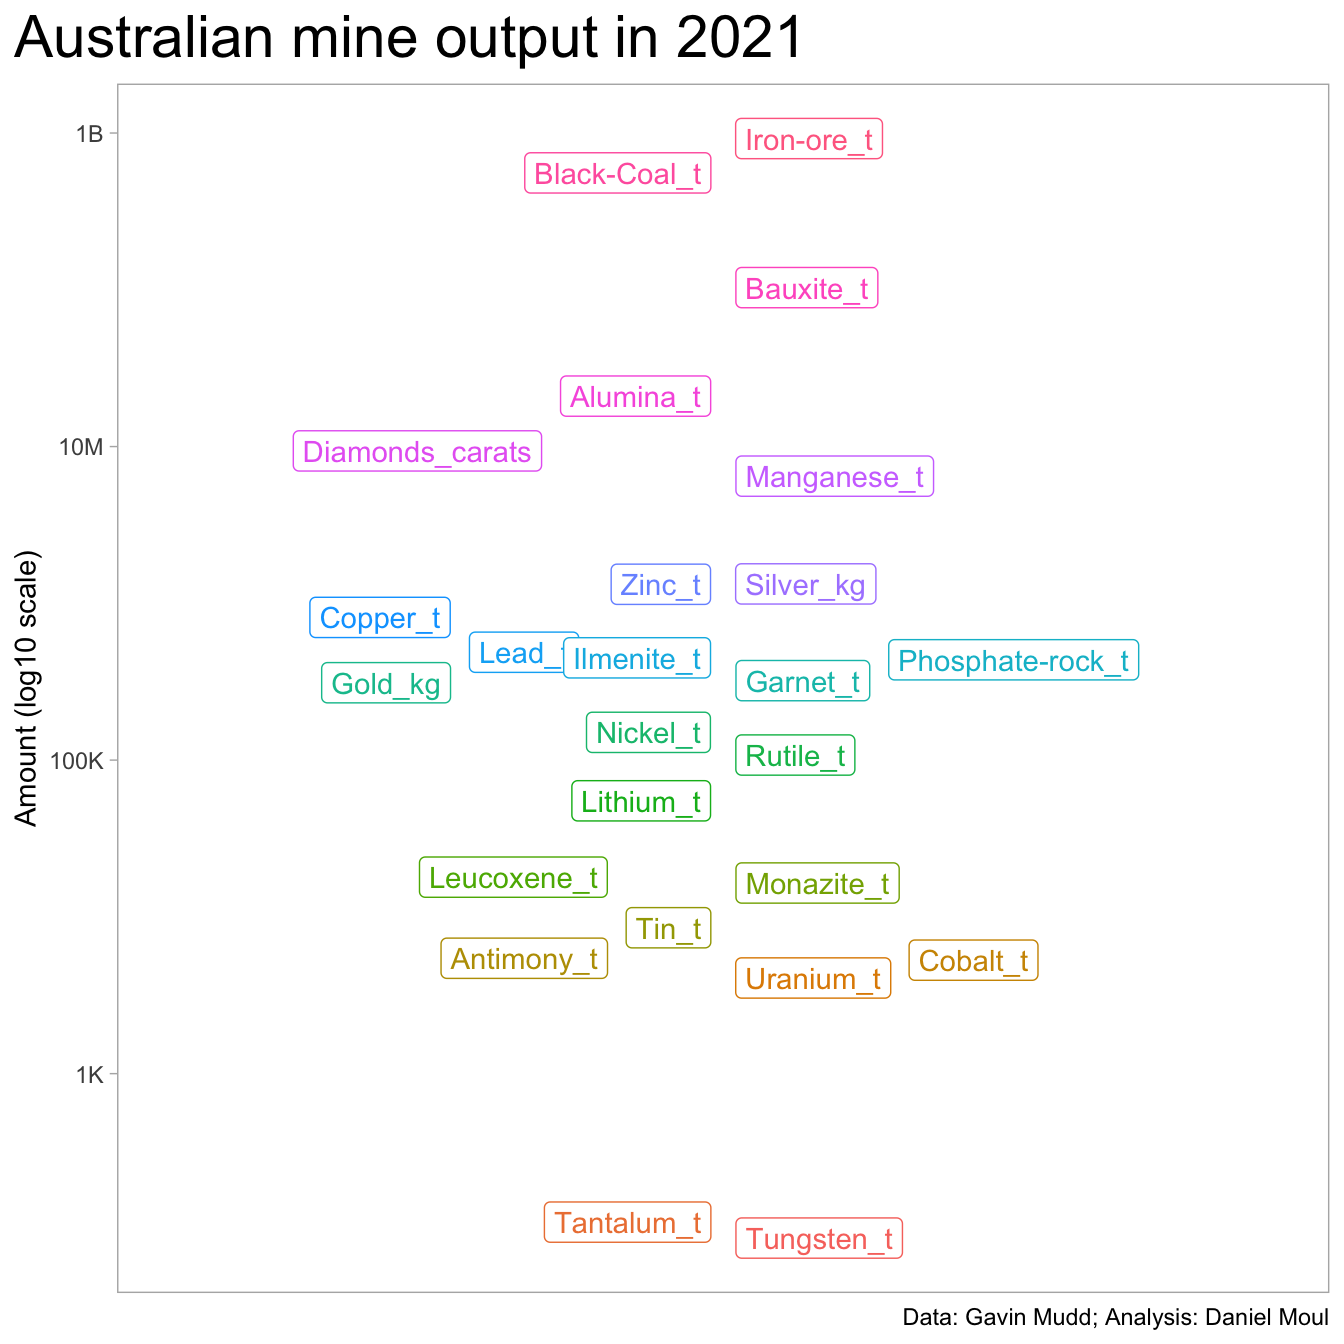 Australian mine output in 2021
1B
Iron-ore_t
Black-Coal_t
Bauxite_t
Alumina_t
10M
Diamonds_carats
Manganese_t
Zinc_t
Silver_kg
Copper_t
Lead_
Ilmenite_t
Phosphate-rock_t
Gold_kg
Garnet_t
Nickel_t
Rutile_t
100K
Lithium_t
Leucoxene_t
Monazite_t
Tin_t
Antimony_t
Cobalt_t
Uranium_t
1K
Tantalum_t
Tungsten_t
Amount (log10 scale)
Data: Gavin Mudd; Analysis: Daniel Moul